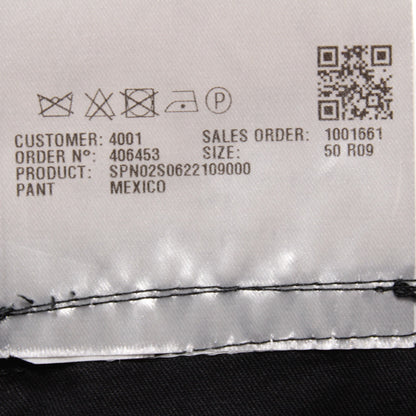 P
CUSTOMER: 4001 SALES ORDER: 1001661
ORDER Nº: 406453 SIZE: 50 R09
PRODUCT: SPN02S0622109000
PANT MEXICO